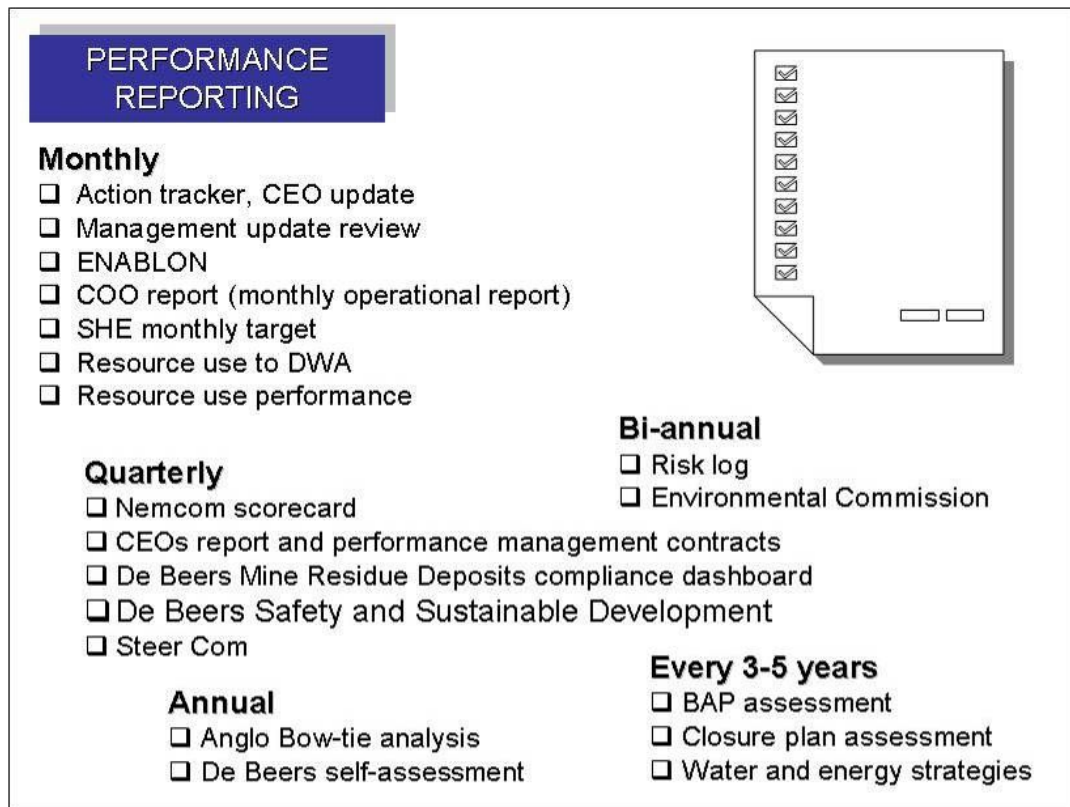 PERFORMANCE
REPORTING
Monthly
❑ Action tracker, CEO update
❑ Management update review
❑ ENABLON
❑ COO report (monthly operational report)
❑ SHE monthly target
❑ Resource use to DWA
❑ Resource use performance
Bi-annual
❑ Risk log
❑ Environmental Commission
Quarterly
❑ Nemcom scorecard
❑ CEOs report and performance management contracts
❑ De Beers Mine Residue Deposits compliance dashboard
❑ De Beers Safety and Sustainable Development
❑ Steer Com
Annual
❑ Anglo Bow-tie analysis
❑ De Beers self-assessment
Every 3-5 years
❑ BAP assessment
❑ Closure plan assessment
❑ Water and energy strategies